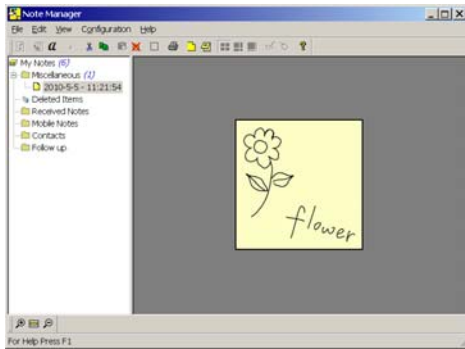 Note Manager
File Edit View Configuration Help
My Notes (6)
Miscellaneous (1)
2010-5-5 - 11:21:54
Deleted Items
Received Notes
Mobile Notes
Contacts
Follow up
flower
For Help Press F1